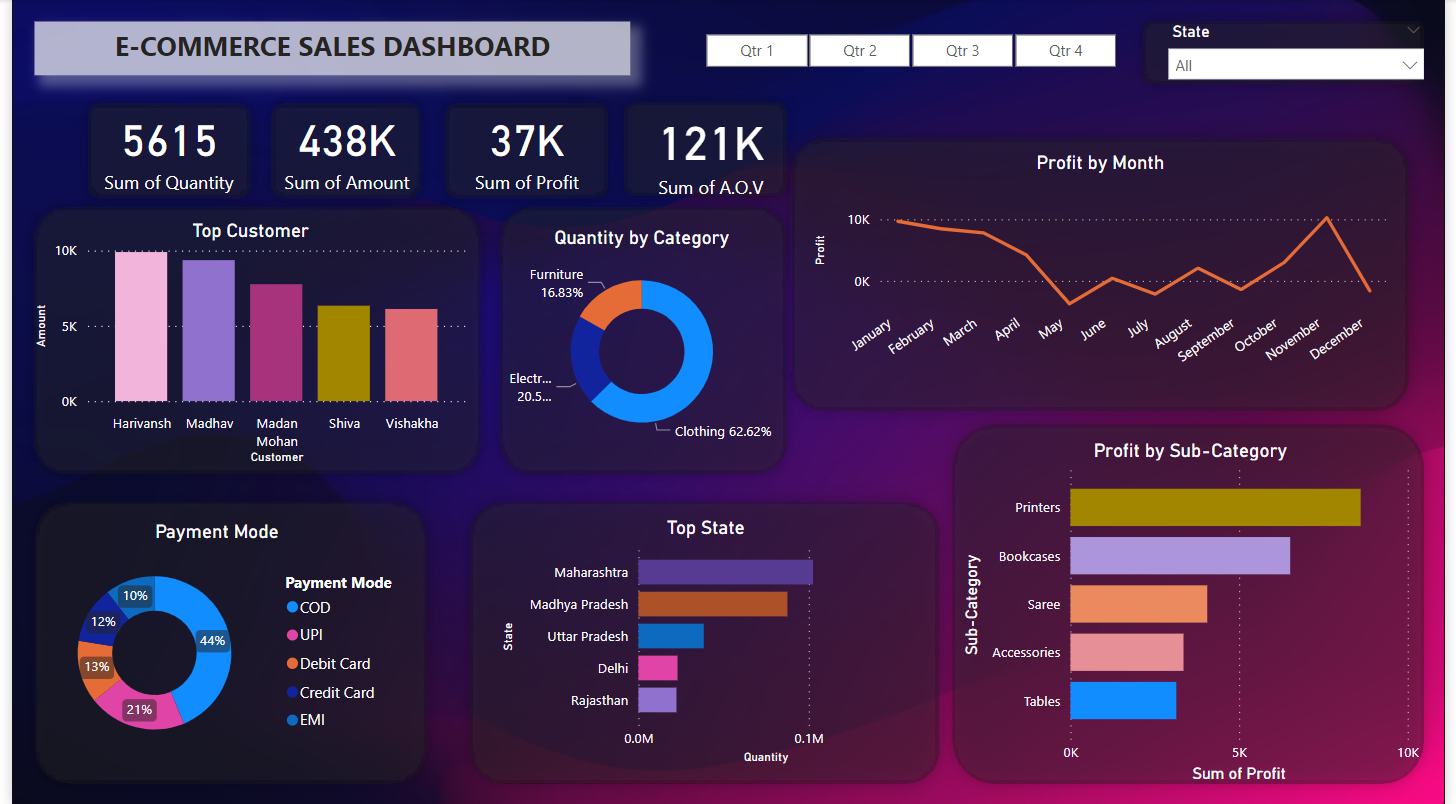 E-COMMERCE SALES DASHBOARD
Qtr 1
Qtr 2
Qtr 3
Qtr 4
State
All
5615
Sum of Quantity
438K
Sum of Amount
37K
Sum of Profit
121K
Sum of A.O.V
Top Customer
Amount
10K
5K
0K
Harivansh
Madhav
Madan
Mohan
Shiva
Vishakha
Customer
Quantity by Category
Furniture
16.83%
Electr...
20.5...
Clothing 62.62%
Profit by Month
Profit
10K
0K
January
February
March
April
May
June
July
August
September
October
November
December
Payment Mode
10%
12%
13%
21%
44%
Payment Mode
COD
UPI
Debit Card
Credit Card
EMI
Top State
State
Maharashtra
Madhya Pradesh
Uttar Pradesh
Delhi
Rajasthan
0.0M
0.1M
Quantity
Profit by Sub-Category
Sub-Category
Printers
Bookcases
Saree
Accessories
Tables
0K
5K
10K
Sum of Profit